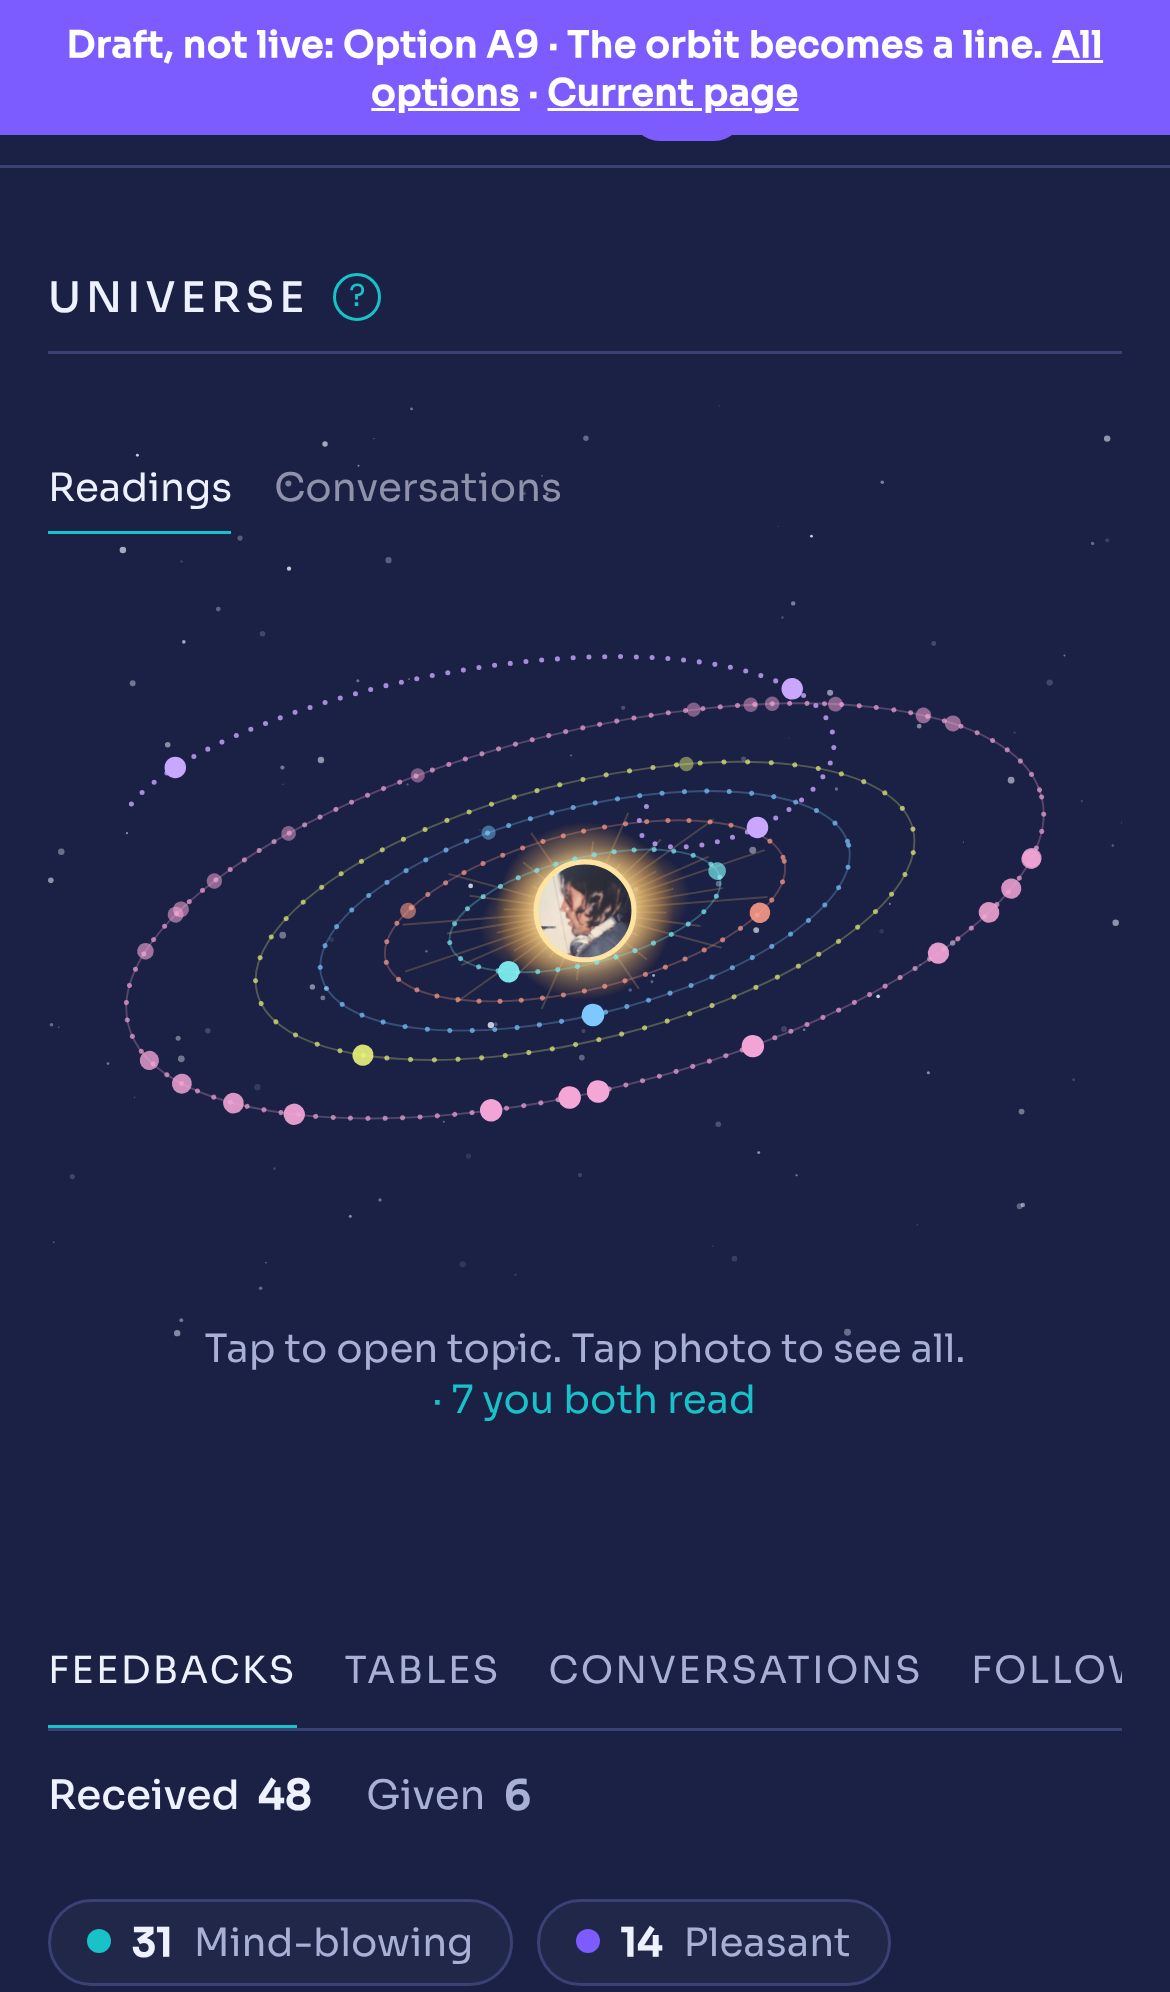 Draft, not live: Option A9 · The orbit becomes a line. All
options · Current page
UNIVERSE ?
Readings Conversations
Tap to open topic. Tap photo to see all.
· 7 you both read
FEEDBACKS TABLES CONVERSATIONS FOLLOW
Received 48 Given 6
31 Mind-blowing 14 Pleasant